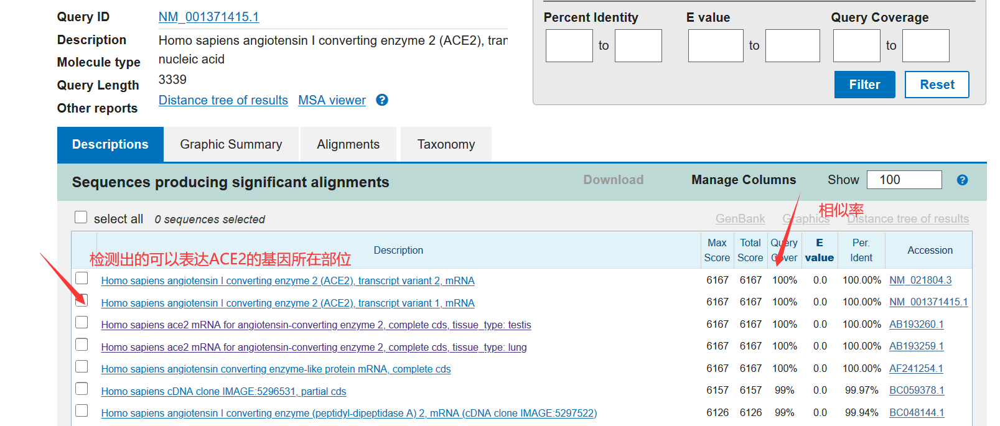 Query ID NM_001371415.1
Description Homo sapiens angiotensin I converting enzyme 2 (ACE2), tran
Molecule type nucleic acid
Query Length 3339
Other reports Distance tree of results MSA viewer ?
Percent Identity E value Query Coverage
to to to
Filter Reset
Descriptions Graphic Summary Alignments Taxonomy
Sequences producing significant alignments Download Manage Columns Show 100 ?
相似率
select all 0 sequences selected GenBank Graphics Distance tree of results
检测出的可以表达ACE2的基因所在部位
Description Max Score Total Score Query Cover E value Per. Ident Accession
Homo sapiens angiotensin I converting enzyme 2 (ACE2), transcript variant 2, mRNA 6167 6167 100% 0.0 100.00% NM_021804.3
Homo sapiens angiotensin I converting enzyme 2 (ACE2), transcript variant 1, mRNA 6167 6167 100% 0.0 100.00% NM_001371415.1
Homo sapiens ace2 mRNA for angiotensin-converting enzyme 2, complete cds, tissue_type: testis 6167 6167 100% 0.0 100.00% AB193260.1
Homo sapiens ace2 mRNA for angiotensin-converting enzyme 2, complete cds, tissue_type: lung 6167 6167 100% 0.0 100.00% AB193259.1
Homo sapiens angiotensin converting enzyme-like protein mRNA, complete cds 6167 6167 100% 0.0 100.00% AF241254.1
Homo sapiens cDNA clone IMAGE:5296531, partial cds 6157 6157 99% 0.0 99.97% BC059378.1
Homo sapiens angiotensin I converting enzyme (peptidyl-dipeptidase A) 2, mRNA (cDNA clone IMAGE:5297522) 6126 6126 99% 0.0 99.94% BC048144.1